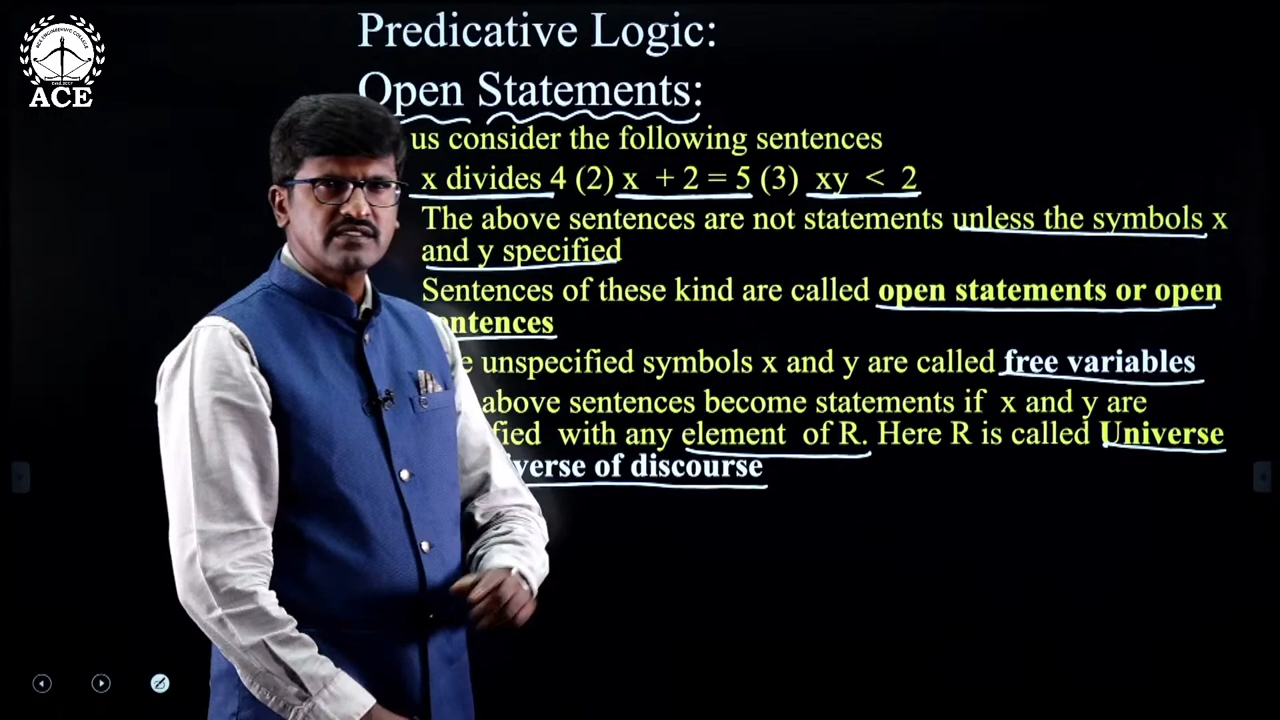 ACE ENGINEERING COLLEGE
ACE
Predicative Logic:
Open Statements:
us consider the following sentences
x divides 4 (2) x + 2 = 5 (3) xy < 2
The above sentences are not statements unless the symbols x
and y specified
Sentences of these kind are called open statements or open
ntences
e unspecified symbols x and y are called free variables
above sentences become statements if x and y are
fied with any element of R. Here R is called Universe
verse of discourse